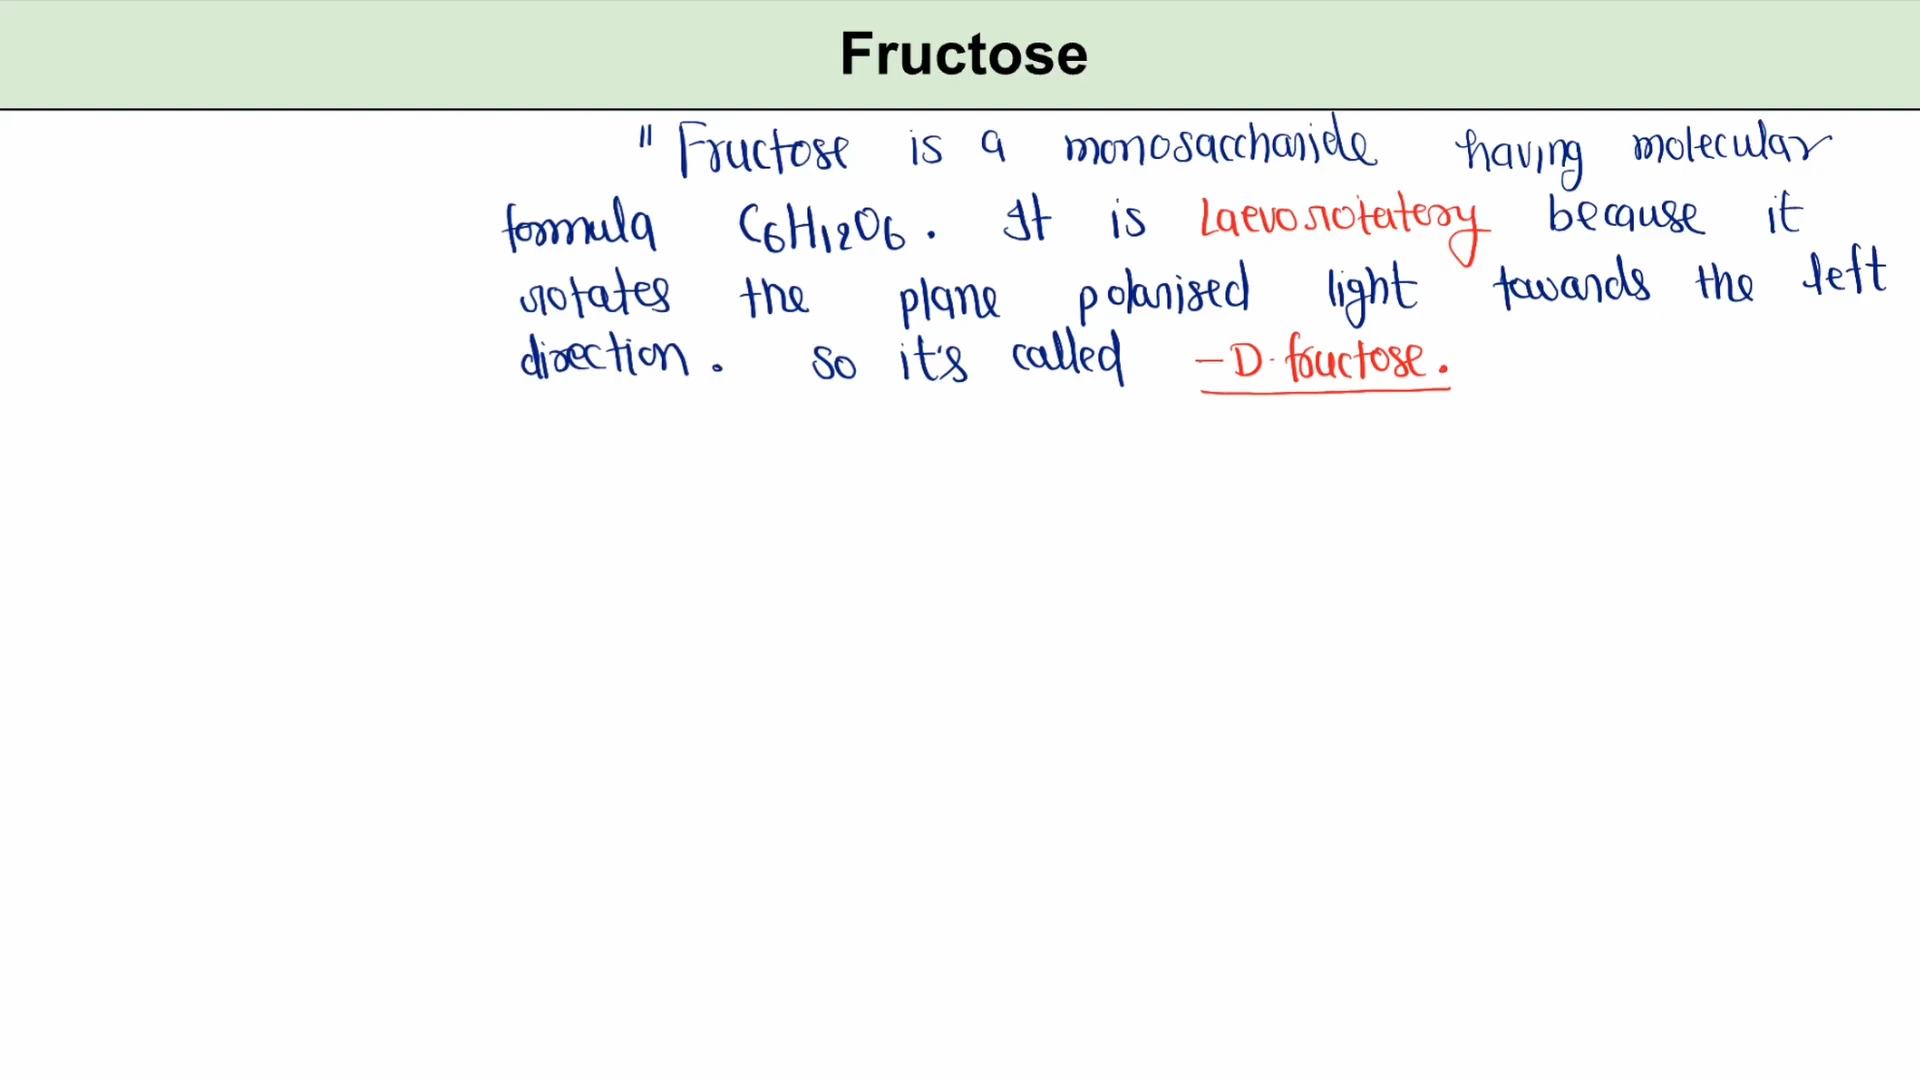 Fructose
" Fructose is a monosaccharide having molecular
formula C6H12O6. It is Laevorotatery because it
rotates the plane polarised light towards the left
direction. So it's called -D.fructose.